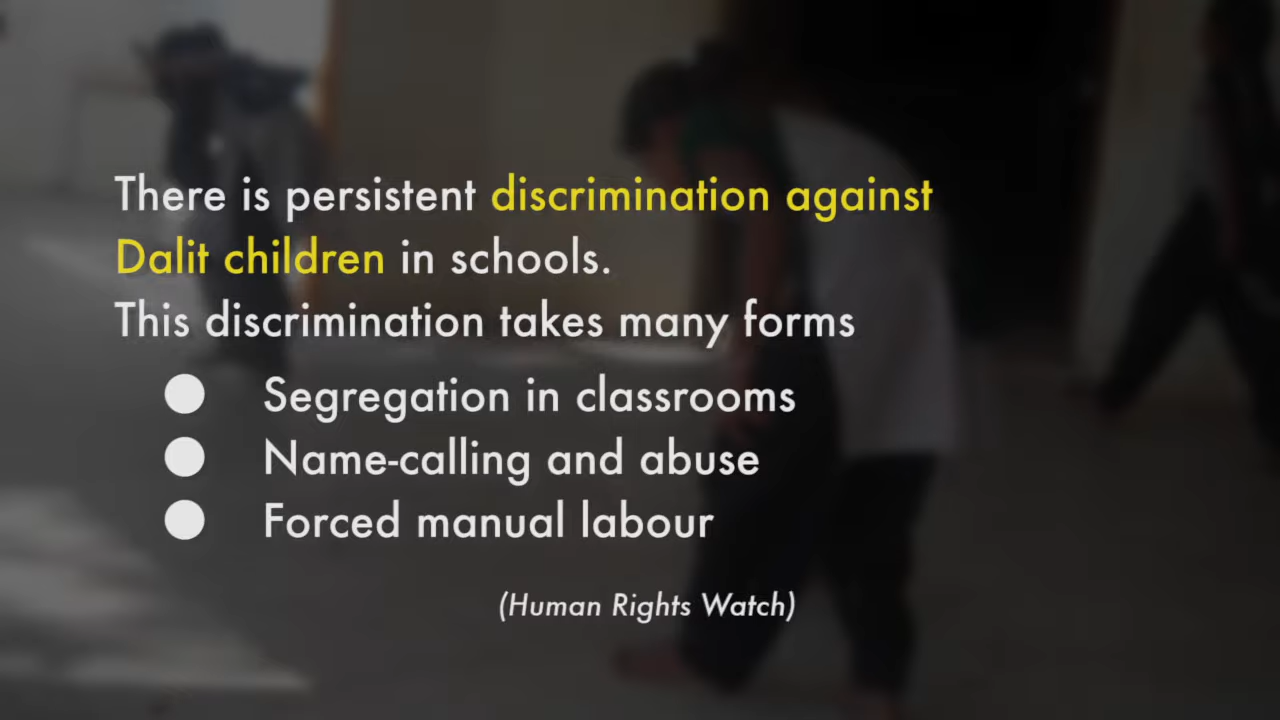 There is persistent discrimination against
Dalit children in schools.
This discrimination takes many forms
● Segregation in classrooms
● Name-calling and abuse
● Forced manual labour
(Human Rights Watch)